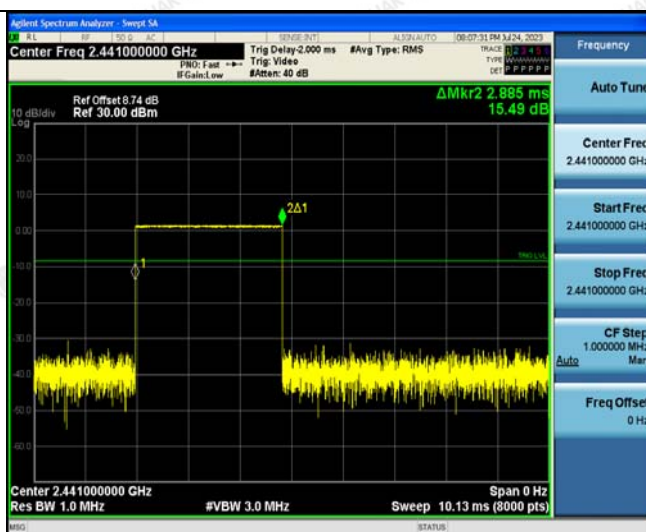 Agilent Spectrum Analyzer - Swept SA
RL RF 50 Ω AC SENSE:INT ALIGN AUTO 08:07:31 PM Jul 24, 2023
Center Freq 2.441000000 GHz
PNO: Fast
IFGain:Low
Trig Delay-2.000 ms
Trig: Video
#Atten: 40 dB
#Avg Type: RMS
TRACE 1 2 3 4 5 6
TYPE
DET P P P P P P
ΔMkr2 2.885 ms
15.49 dB
Ref Offset 8.74 dB
10 dB/div Ref 30.00 dBm
Log
20.0
10.0
0.00
-10.0
-20.0
-30.0
-40.0
-50.0
-60.0
2Δ1
1
TRIG LVL
Center 2.441000000 GHz
Span 0 Hz
Res BW 1.0 MHz #VBW 3.0 MHz Sweep 10.13 ms (8000 pts)
MSG STATUS
Frequency
Auto Tune
Center Freq
2.441000000 GHz
Start Freq
2.441000000 GHz
Stop Freq
2.441000000 GHz
CF Step
1.000000 MHz
Auto Man
Freq Offset
0 Hz